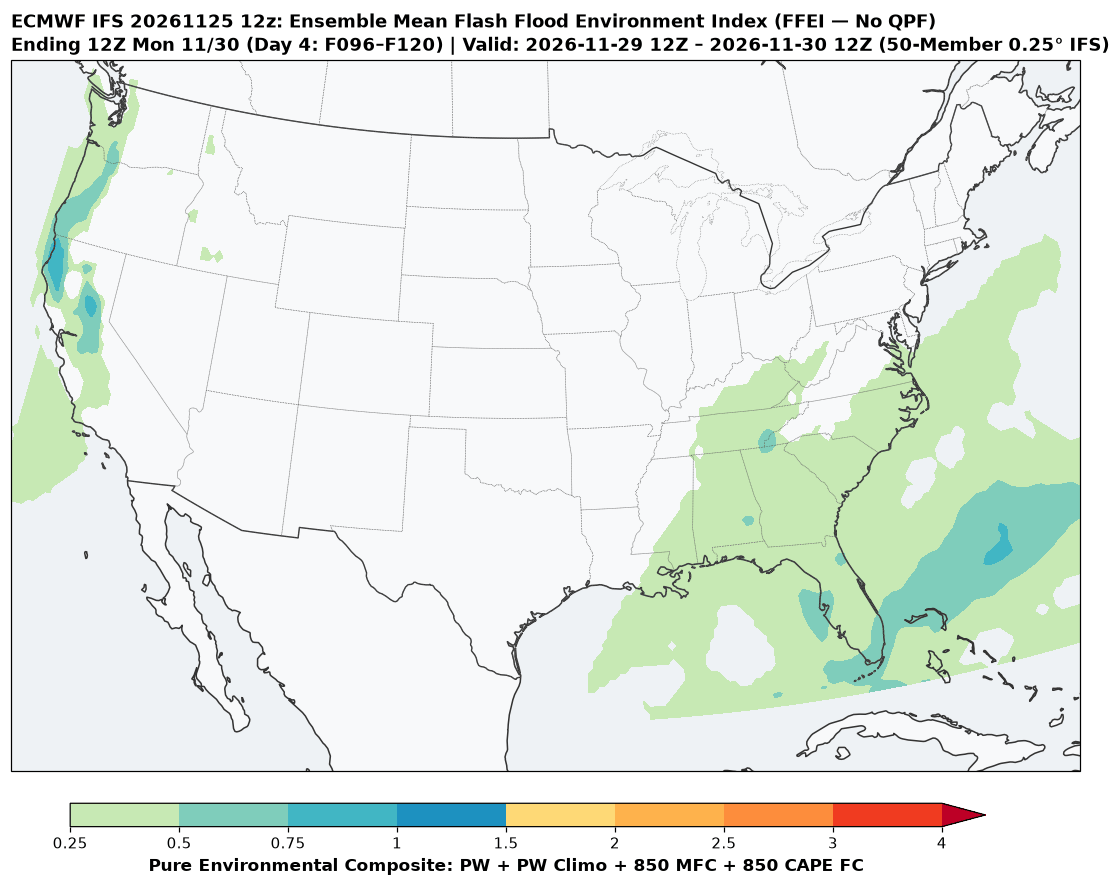 ECMWF IFS 20261125 12z: Ensemble Mean Flash Flood Environment Index (FFEI — No QPF)
Ending 12Z Mon 11/30 (Day 4: F096–F120) | Valid: 2026-11-29 12Z – 2026-11-30 12Z (50-Member 0.25° IFS)
0.25 0.5 0.75 1 1.5 2 2.5 3 4
Pure Environmental Composite: PW + PW Climo + 850 MFC + 850 CAPE FC